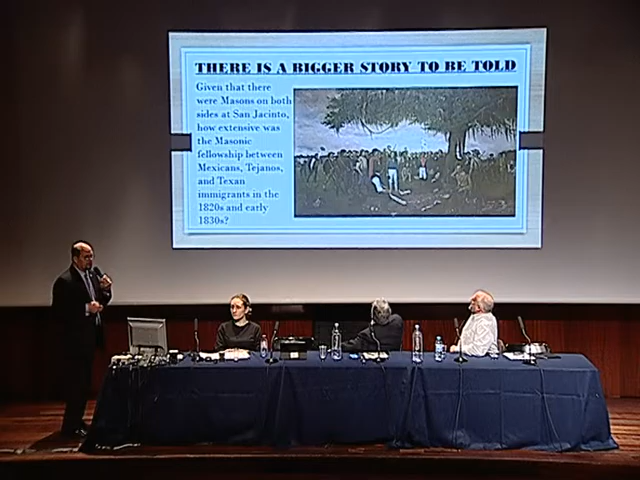 THERE IS A BIGGER STORY TO BE TOLD
Given that there
were Masons on both
sides at San Jacinto,
how extensive was
the Masonic
fellowship between
Mexicans, Tejanos,
and Texan
immigrants in the
1820s and early
1830s?